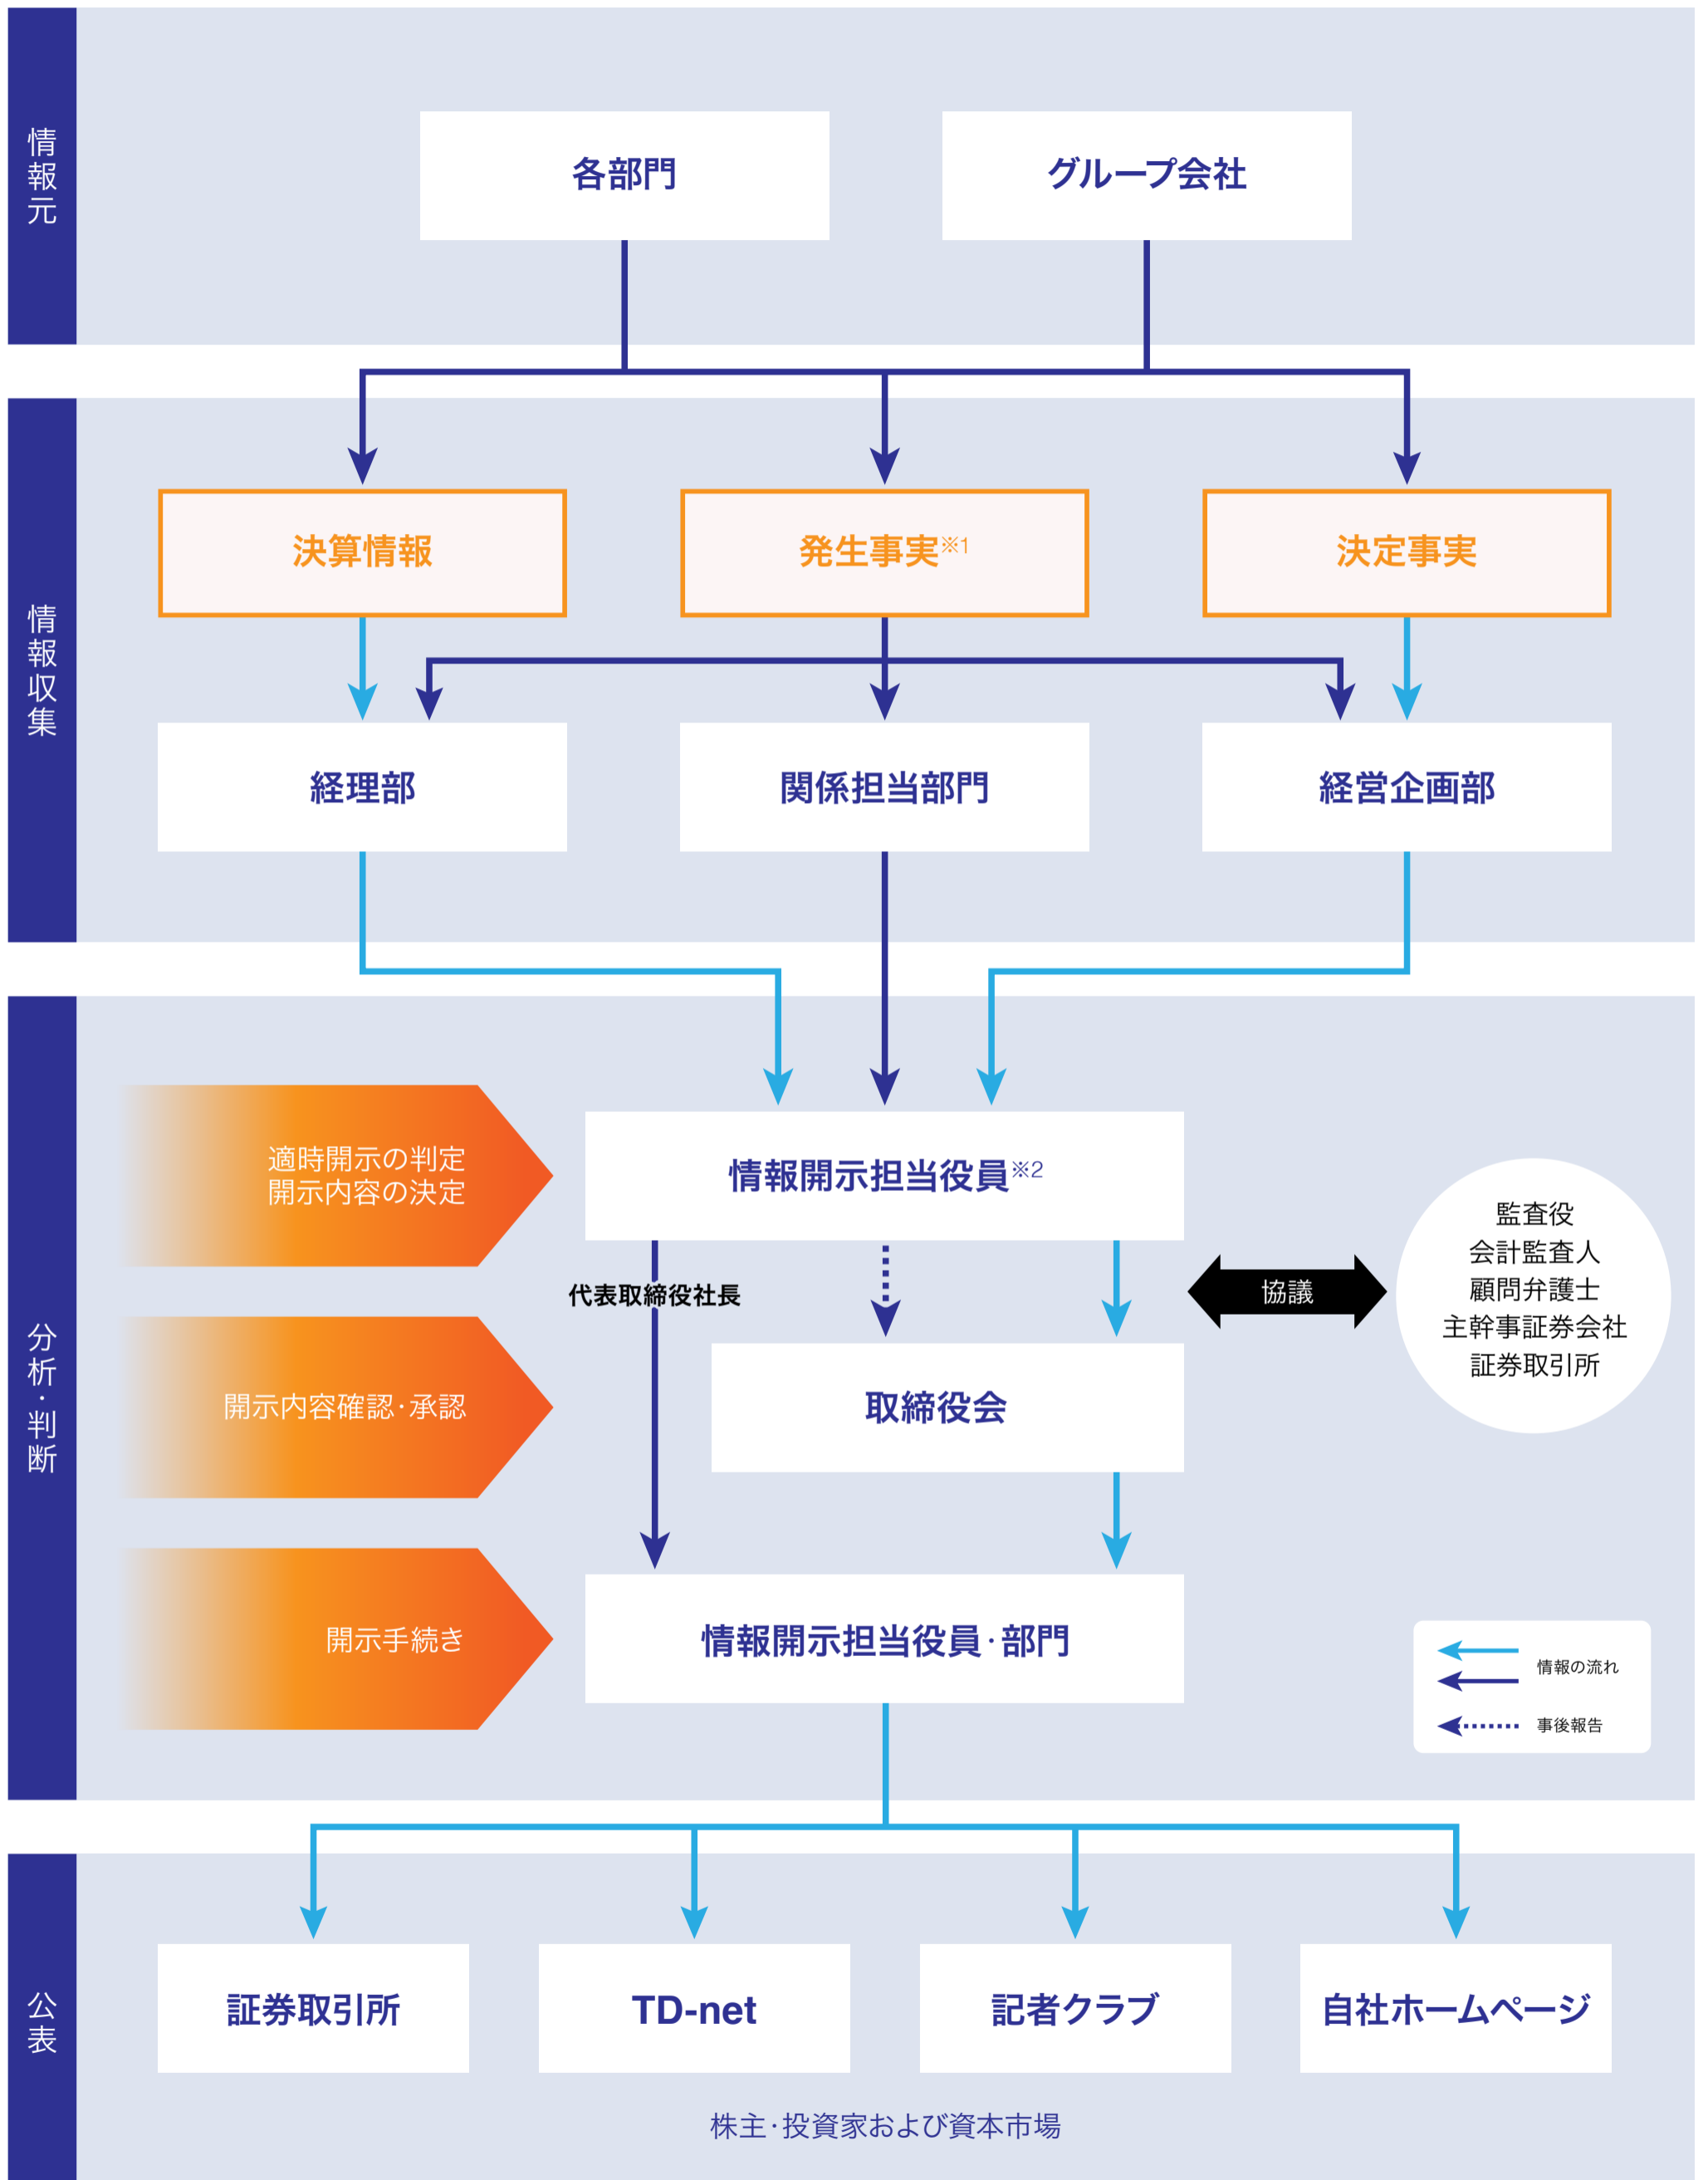 情報元
各部門
グループ会社
情報収集
決算情報
発生事実※1
決定事実
経理部
関係担当部門
経営企画部
分析・判断
適時開示の判定
開示内容の決定
情報開示担当役員※2
代表取締役社長
協議
監査役
会計監査人
顧問弁護士
主幹事証券会社
証券取引所
開示内容確認・承認
取締役会
開示手続き
情報開示担当役員・部門
情報の流れ
事後報告
公表
証券取引所
TD-net
記者クラブ
自社ホームページ
株主・投資家および資本市場